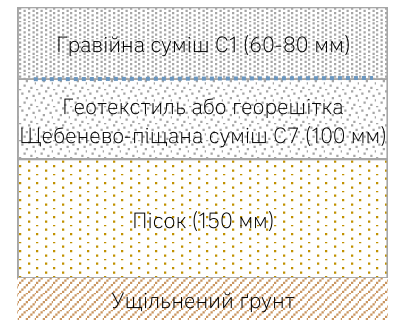 Гравійна суміш С1 (60-80 мм)
Геотекстиль або георешітка
Щебенево-піщана суміш С7 (100 мм)
Пісок (150 мм)
Ущільнений ґрунт